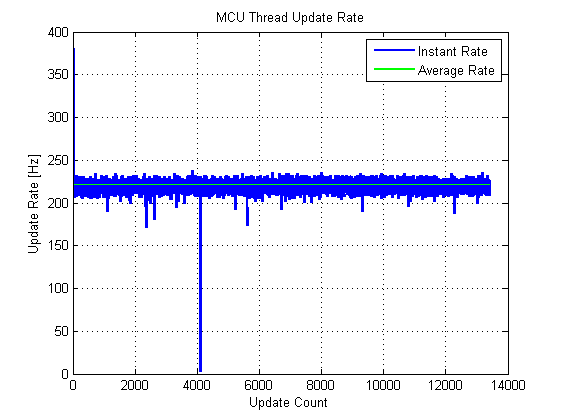 MCU Thread Update Rate
400
350
300
250
200
150
100
50
0
Update Rate [Hz]
Instant Rate
Average Rate
0 2000 4000 6000 8000 10000 12000 14000
Update Count